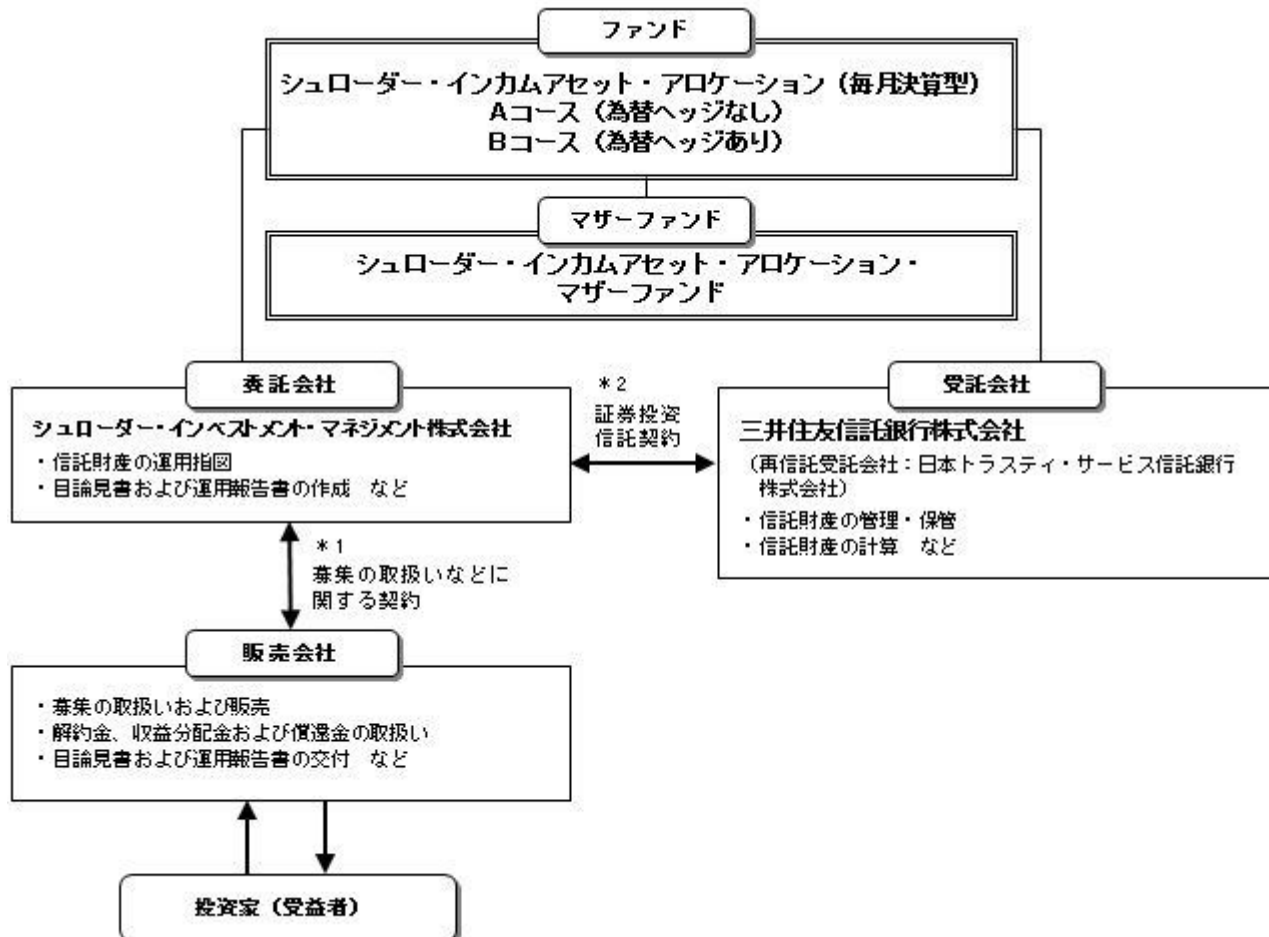 ファンド
シュローダー・インカムアセット・アロケーション（毎月決算型）
Aコース（為替ヘッジなし）
Bコース（為替ヘッジあり）
マザーファンド
シュローダー・インカムアセット・アロケーション・
マザーファンド
委託会社
シュローダー・インベストメント・マネジメント株式会社
・信託財産の運用指図
・目論見書および運用報告書の作成　など
＊2
証券投資
信託契約
受託会社
三井住友信託銀行株式会社
（再信託受託会社：日本トラスティ・サービス信託銀行
株式会社）
・信託財産の管理・保管
・信託財産の計算　など
＊1
募集の取扱いなどに
関する契約
販売会社
・募集の取扱いおよび販売
・解約金、収益分配金および償還金の取扱い
・目論見書および運用報告書の交付　など
投資家（受益者）